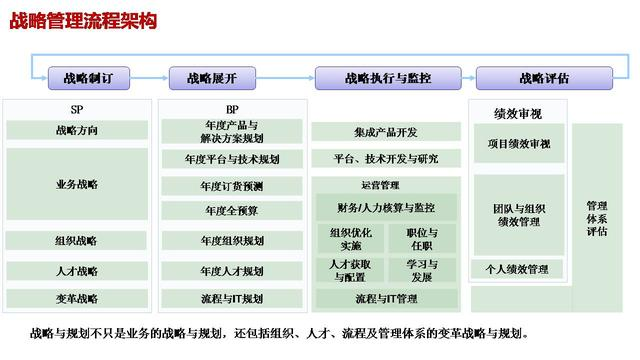 战略管理流程架构
战略制订
战略展开
战略执行与监控
战略评估
SP
战略方向
业务战略
组织战略
人才战略
变革战略
BP
年度产品与
解决方案规划
年度平台与技术规划
年度订货预测
年度全预算
年度组织规划
年度人才规划
流程与IT规划
集成产品开发
平台、技术开发与研究
运营管理
财务/人力核算与监控
组织优化
实施
职位与
任职
人才获取
与配置
学习与
发展
流程与IT管理
绩效审视
项目绩效审视
团队与组织
绩效管理
个人绩效管理
管理
体系
评估
战略与规划不只是业务的战略与规划，还包括组织、人才、流程及管理体系的变革战略与规划。